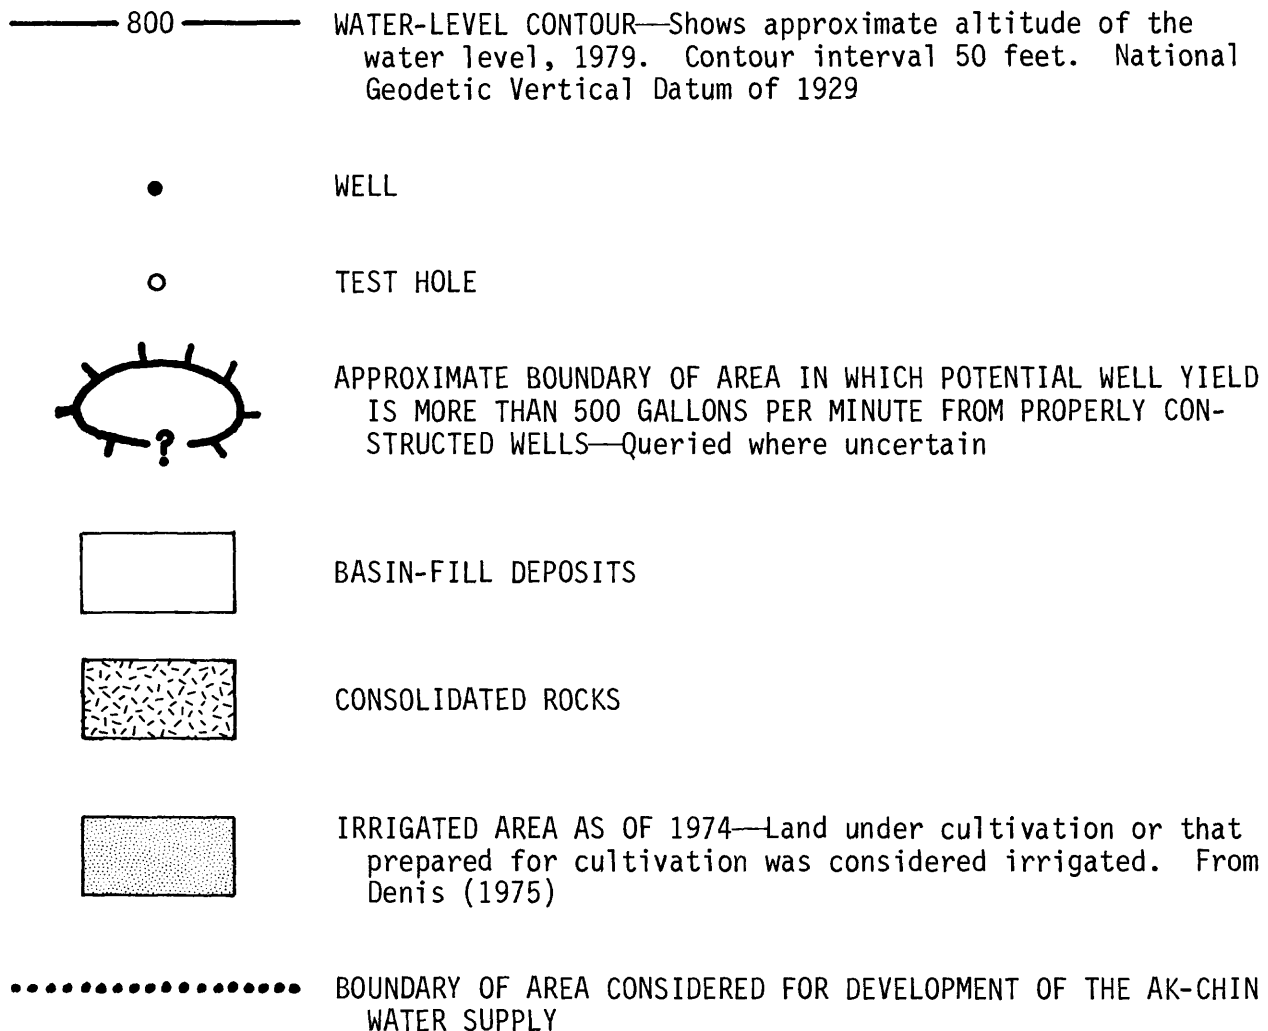 800 WATER-LEVEL CONTOUR—Shows approximate altitude of the
water level, 1979. Contour interval 50 feet. National
Geodetic Vertical Datum of 1929
WELL
TEST HOLE
APPROXIMATE BOUNDARY OF AREA IN WHICH POTENTIAL WELL YIELD
IS MORE THAN 500 GALLONS PER MINUTE FROM PROPERLY CON-
STRUCTED WELLS—Queried where uncertain
?
BASIN-FILL DEPOSITS
CONSOLIDATED ROCKS
IRRIGATED AREA AS OF 1974—Land under cultivation or that
prepared for cultivation was considered irrigated. From
Denis (1975)
BOUNDARY OF AREA CONSIDERED FOR DEVELOPMENT OF THE AK-CHIN
WATER SUPPLY